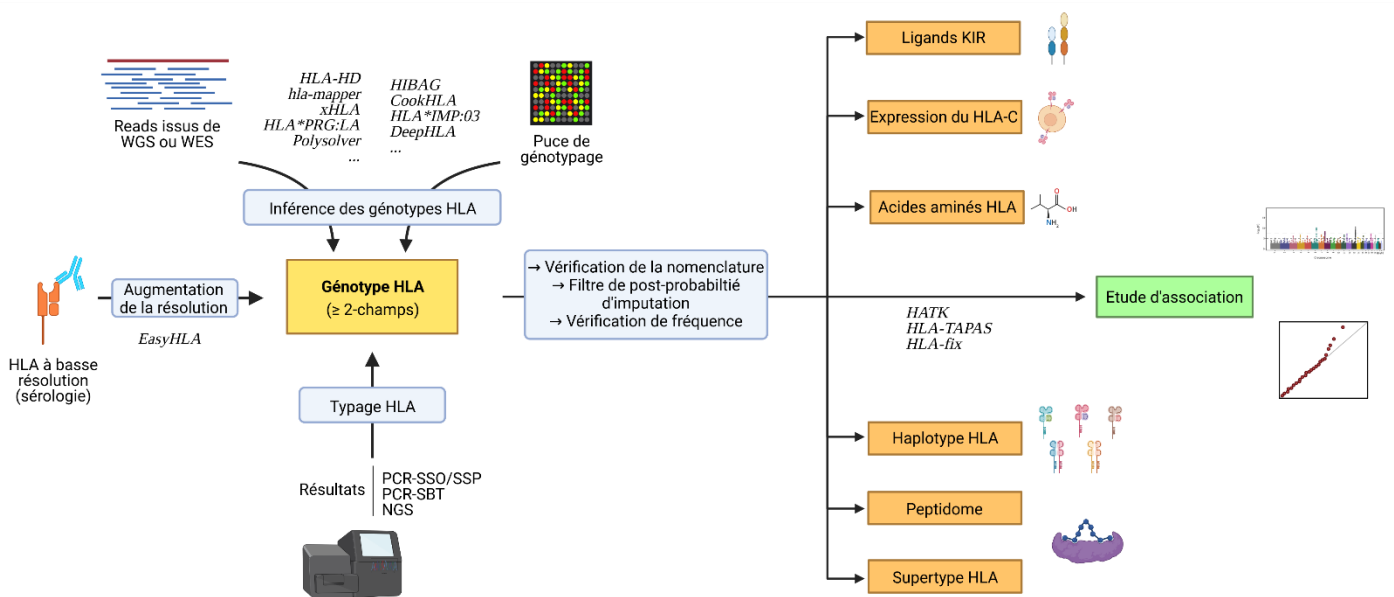 Reads issus de
WGS ou WES
HLA-HD
hla-mapper
xHLA
HLA*PRG:LA
Polysolver
...
HIBAG
CookHLA
HLA*IMP:03
DeepHLA
...
Puce de
génotypage
Inférence des génotypes HLA
HLA à basse
résolution
(sérologie)
Augmentation
de la résolution
EasyHLA
Génotype HLA
(≥ 2-champs)
Typage HLA
Résultats
PCR-SSO/SSP
PCR-SBT
NGS
→ Vérification de la nomenclature
→ Filtre de post-probabiltié
d'imputation
→ Vérification de fréquence
Ligands KIR
Expression du HLA-C
Acides aminés HLA
O
OH
NH2
HATK
HLA-TAPAS
HLA-fix
Etude d'association
Haplotype HLA
Peptidome
Supertype HLA